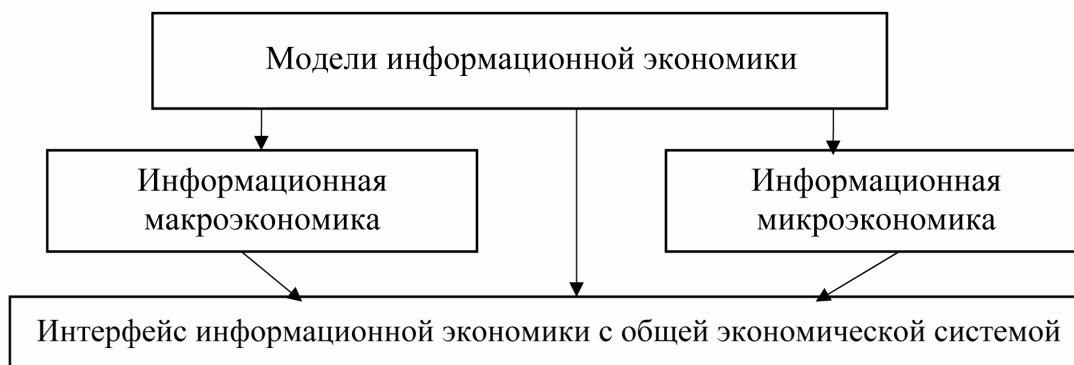 Модели информационной экономики
Информационная
макроэкономика
Информационная
микроэкономика
Интерфейс информационной экономики с общей экономической системой